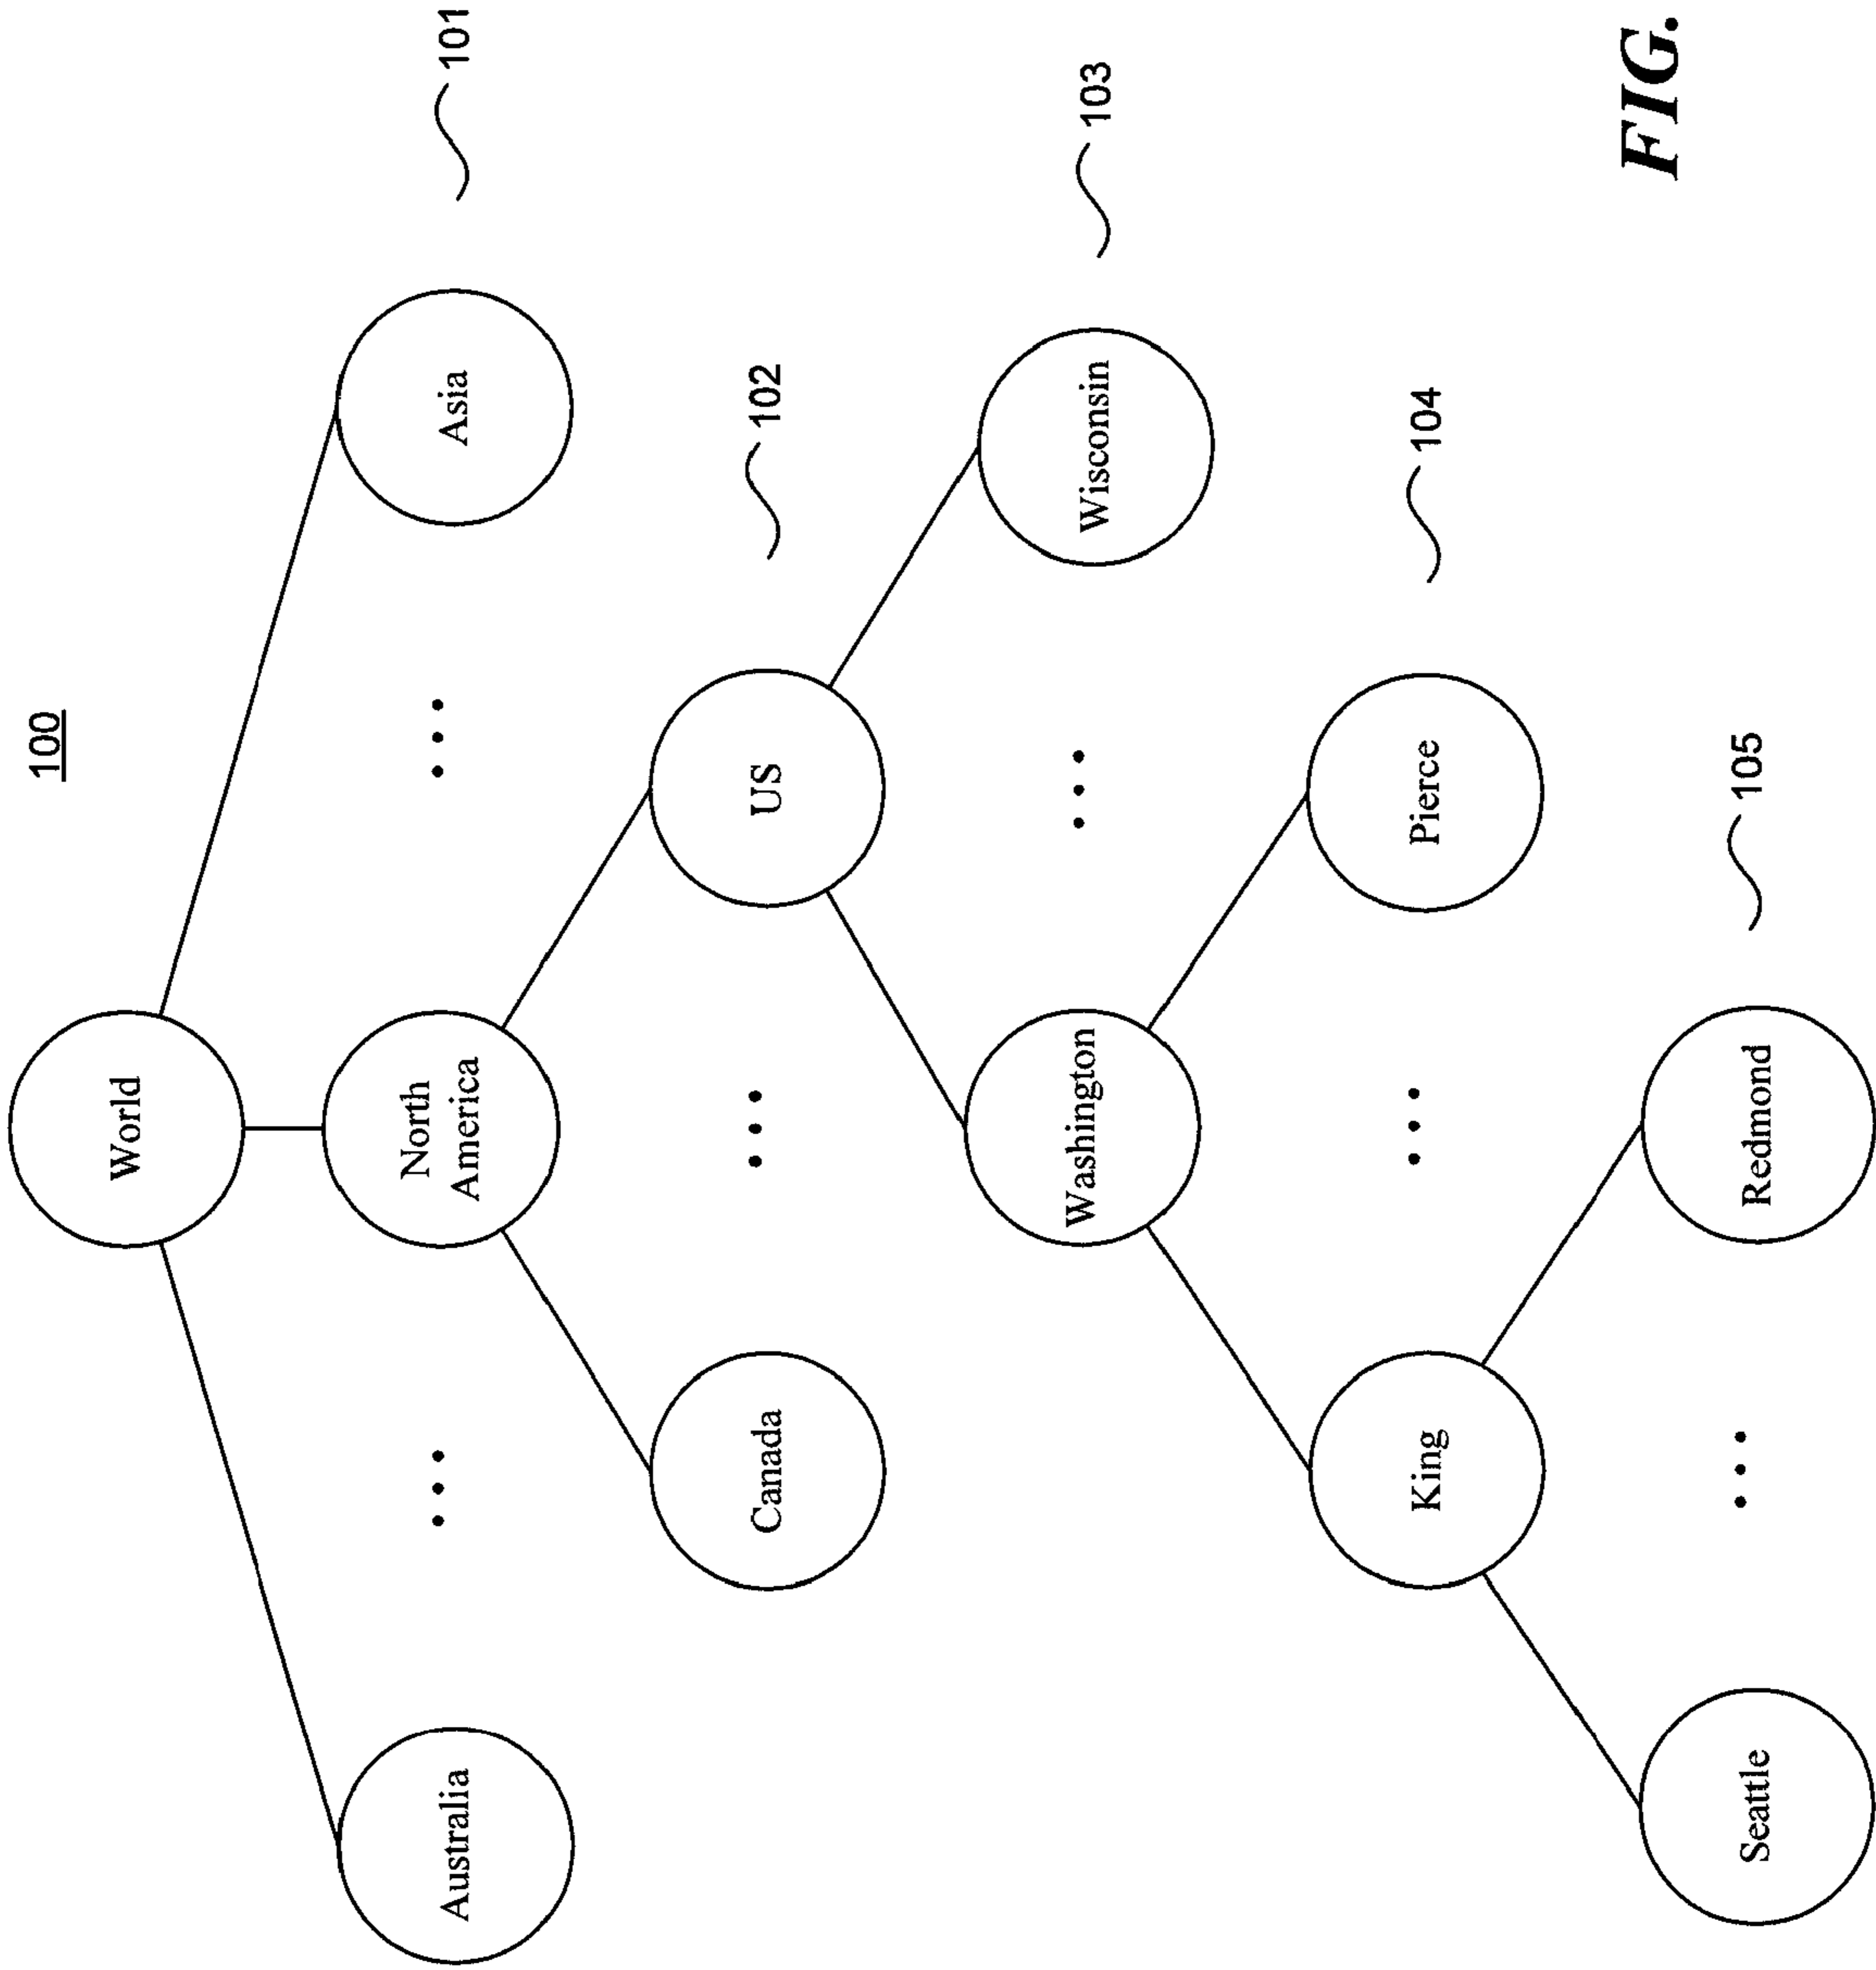 100
World
Australia
• • •
North
America
• • •
Asia
101
Canada
• • •
US
102
Washington
• • •
Wisconsin
103
King
• • •
Pierce
104
Seattle
• • •
Redmond
105
FIG.